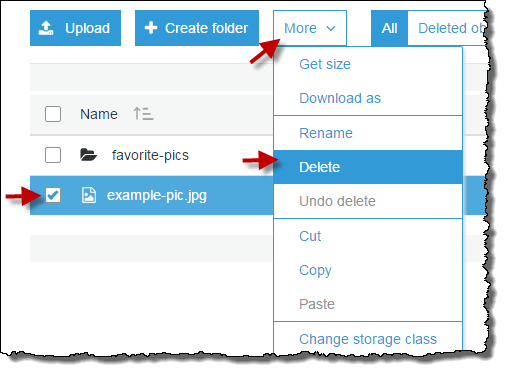 Upload Create folder More All Deleted ob
Get size
Download as
Name
Rename
favorite-pics
Delete
example-pic.jpg
Undo delete
Cut
Copy
Paste
Change storage class